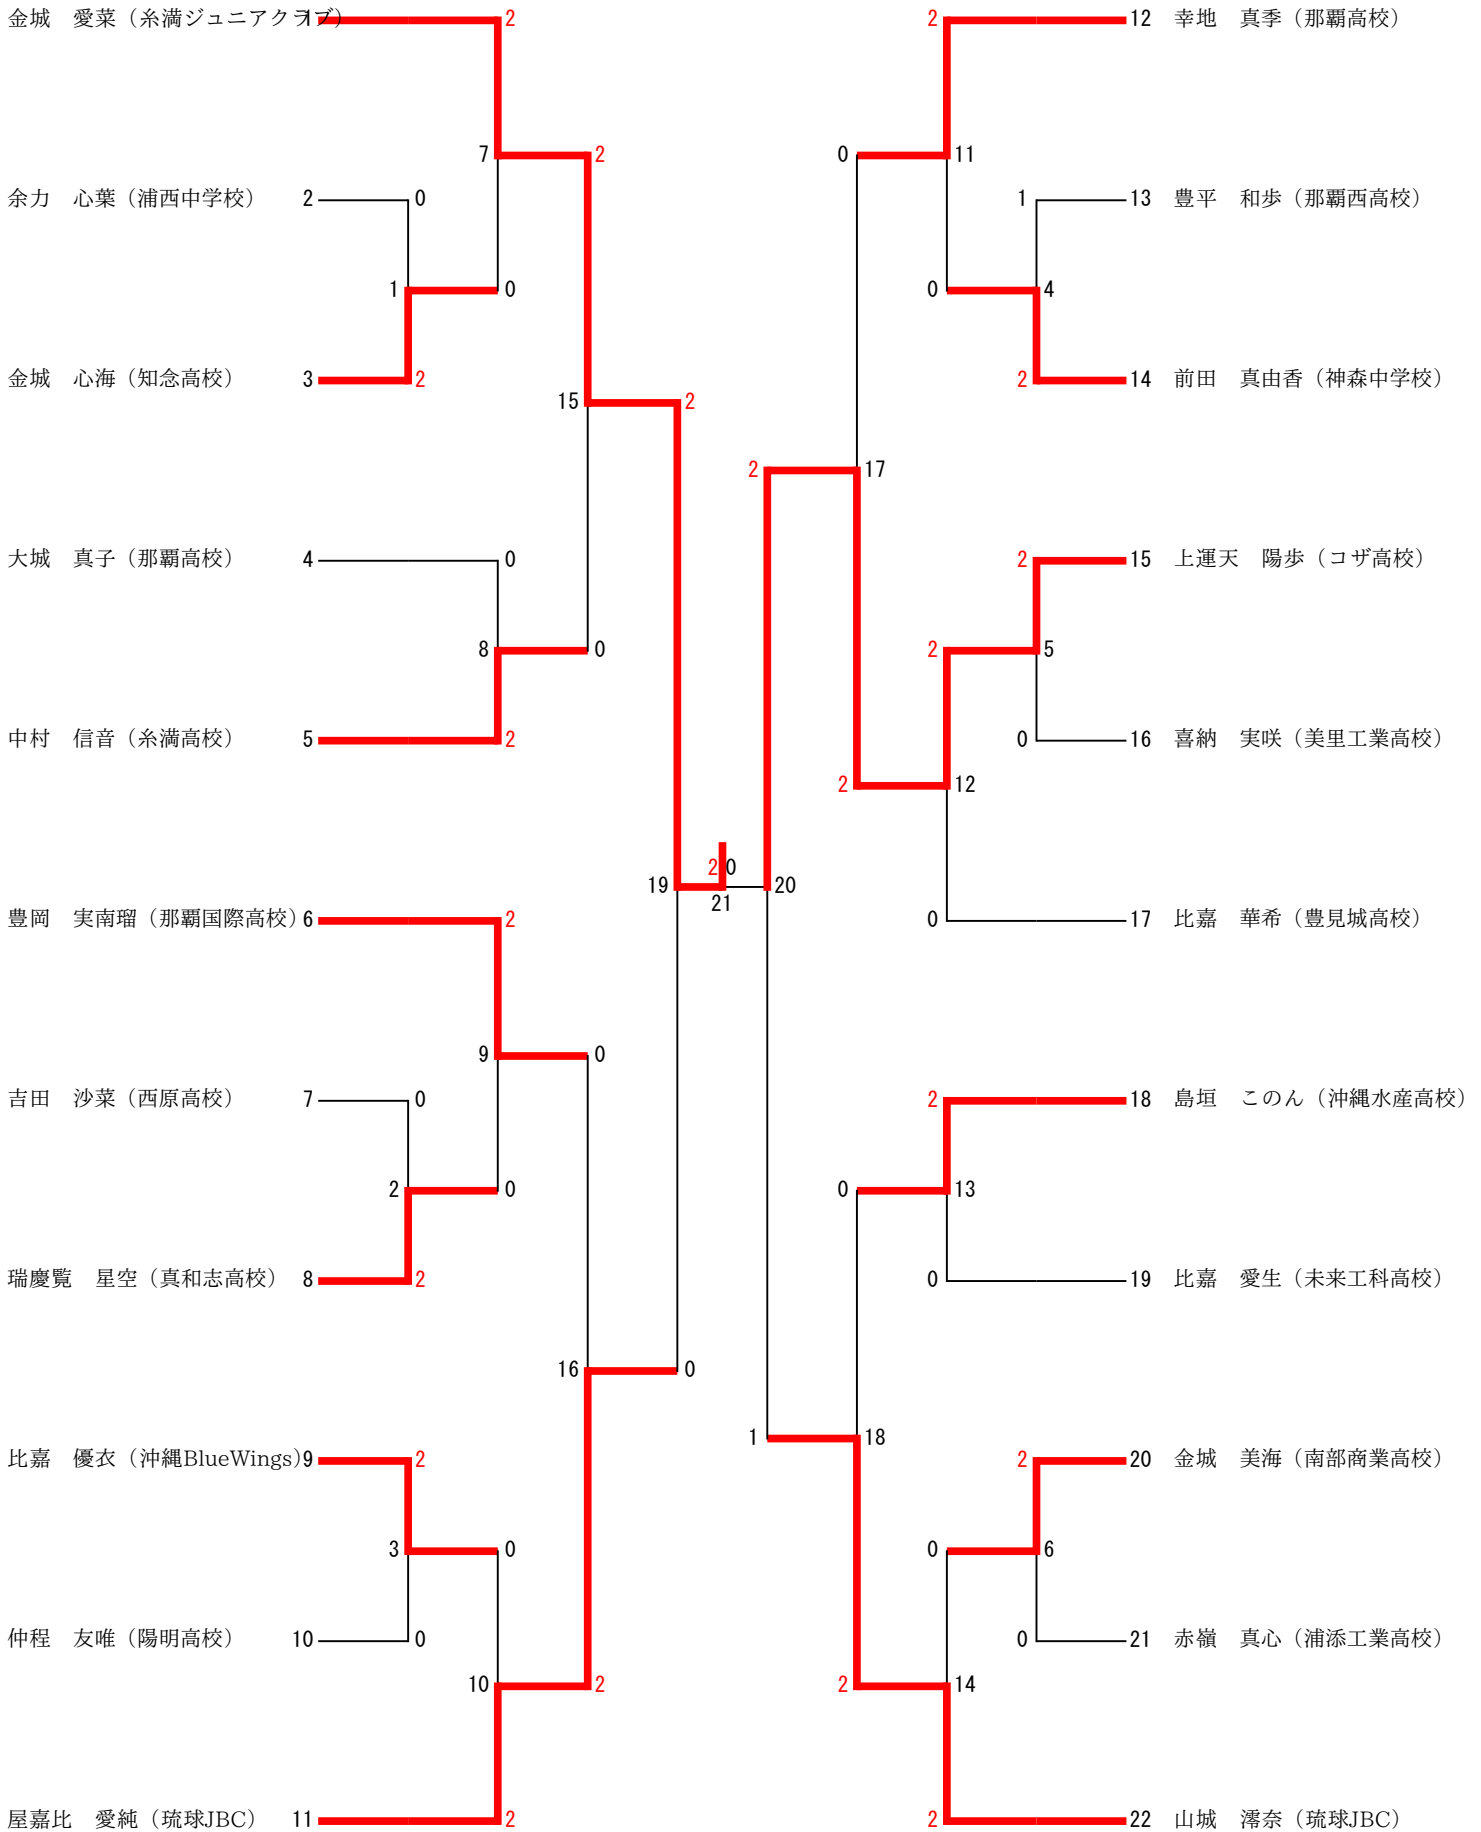 金城　愛菜（糸満ジュニアクラブ） 1 2 2 12 幸地　真季（那覇高校）
7 2 0 11
余力　心葉（浦西中学校） 2 0 1 13 豊平　和歩（那覇西高校）
1 0 0 4
金城　心海（知念高校） 3 2 2 14 前田　真由香（神森中学校）
15 2
2 17
大城　真子（那覇高校） 4 0 2 15 上運天　陽歩（コザ高校）
8 0 2 5
中村　信音（糸満高校） 5 2 0 16 喜納　実咲（美里工業高校）
2 12
2 0
19 20
21
豊岡　実南瑠（那覇国際高校） 6 2 0 17 比嘉　華希（豊見城高校）
9 0
吉田　沙菜（西原高校） 7 0 2 18 島垣　このん（沖縄水産高校）
2 0 0 13
瑞慶覧　星空（真和志高校） 8 2 0 19 比嘉　愛生（未来工科高校）
16 0
1 18
比嘉　優衣（沖縄BlueWings） 9 2 2 20 金城　美海（南部商業高校）
3 0 0 6
仲程　友唯（陽明高校） 10 0 0 21 赤嶺　真心（浦添工業高校）
10 2 2 14
屋嘉比　愛純（琉球JBC） 11 2 2 22 山城　澪奈（琉球JBC）